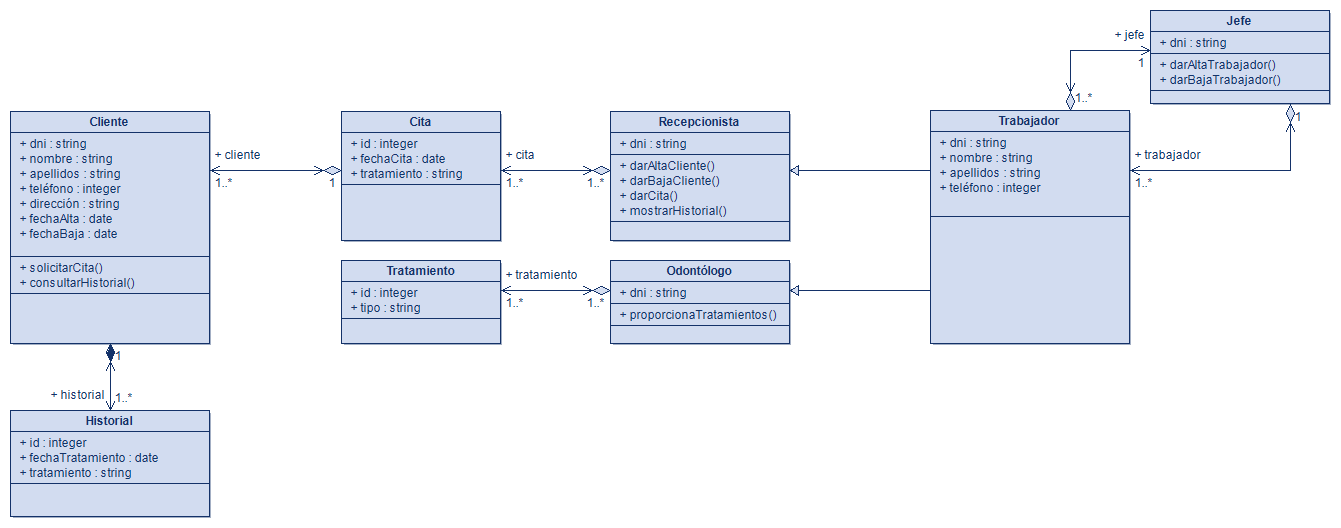 Jefe
+ dni : string
+ darAltaTrabajador()
+ darBajaTrabajador()
+ jefe
1
1..*
1
+ trabajador
1..*
Cliente
+ dni : string
+ nombre : string
+ apellidos : string
+ teléfono : integer
+ dirección : string
+ fechaAlta : date
+ fechaBaja : date
+ solicitarCita()
+ consultarHistorial()
+ cliente
1..*
1
Cita
+ id : integer
+ fechaCita : date
+ tratamiento : string
+ cita
1..*
1..*
Recepcionista
+ dni : string
+ darAltaCliente()
+ darBajaCliente()
+ darCita()
+ mostrarHistorial()
Trabajador
+ dni : string
+ nombre : string
+ apellidos : string
+ teléfono : integer
Tratamiento
+ id : integer
+ tipo : string
+ tratamiento
1..*
1..*
Odontólogo
+ dni : string
+ proporcionaTratamientos()
1
+ historial
1..*
Historial
+ id : integer
+ fechaTratamiento : date
+ tratamiento : string